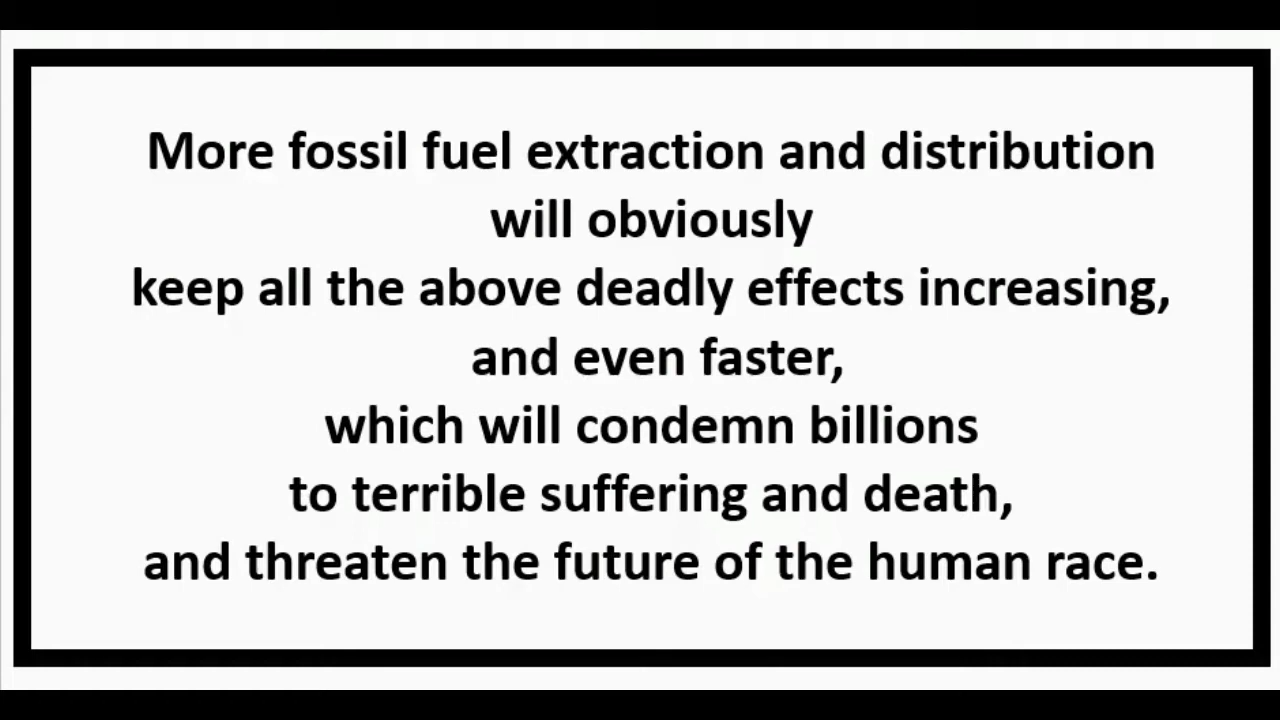 More fossil fuel extraction and distribution
will obviously
keep all the above deadly effects increasing,
and even faster,
which will condemn billions
to terrible suffering and death,
and threaten the future of the human race.